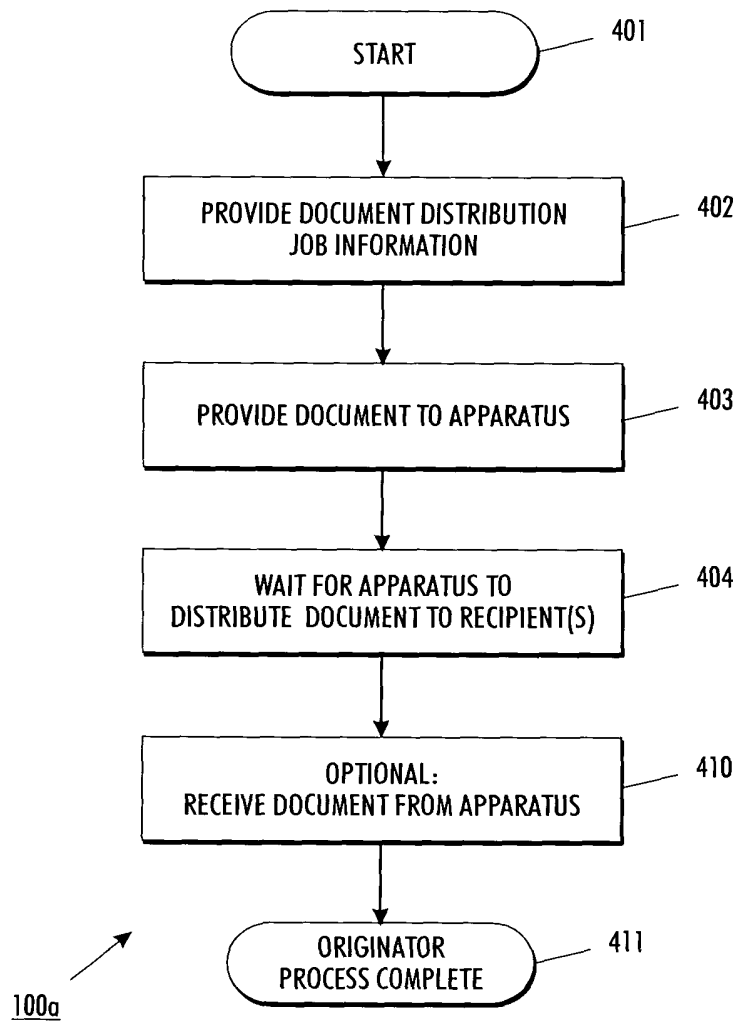 START
401
PROVIDE DOCUMENT DISTRIBUTION
JOB INFORMATION
402
PROVIDE DOCUMENT TO APPARATUS
403
WAIT FOR APPARATUS TO
DISTRIBUTE DOCUMENT TO RECIPIENT(S)
404
OPTIONAL:
RECEIVE DOCUMENT FROM APPARATUS
410
ORIGINATOR
PROCESS COMPLETE
411
100a